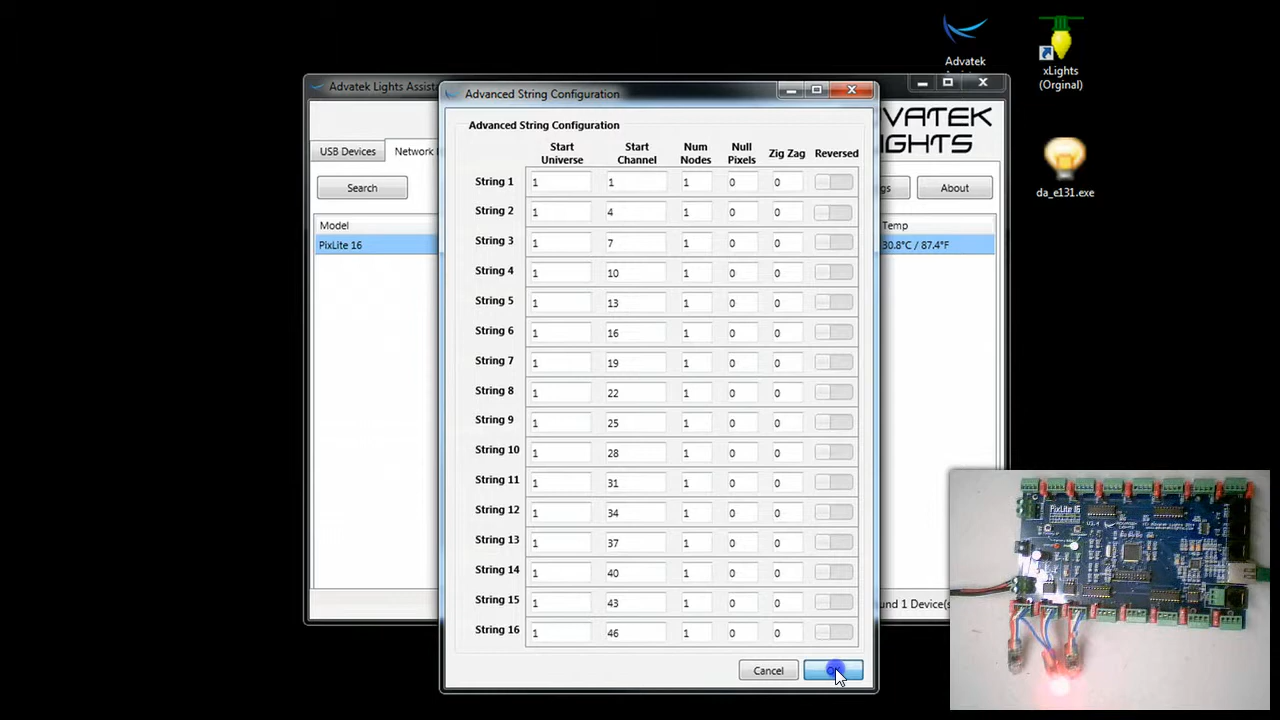 Advatek
xLights
(Orginal)
da_e131.exe
Advatek Lights Assist
VATEK
LIGHTS
USB Devices
Network
Search
gs
About
Model
Temp
PixLite 16
30.8°C / 87.4°F
und 1 Device(s
Advanced String Configuration
Advanced String Configuration
Start Universe
Start Channel
Num Nodes
Null Pixels
Zig Zag
Reversed
String 1 1 1 1 0 0
String 2 1 4 1 0 0
String 3 1 7 1 0 0
String 4 1 10 1 0 0
String 5 1 13 1 0 0
String 6 1 16 1 0 0
String 7 1 19 1 0 0
String 8 1 22 1 0 0
String 9 1 25 1 0 0
String 10 1 28 1 0 0
String 11 1 31 1 0 0
String 12 1 34 1 0 0
String 13 1 37 1 0 0
String 14 1 40 1 0 0
String 15 1 43 1 0 0
String 16 1 46 1 0 0
Cancel
PixLite 16